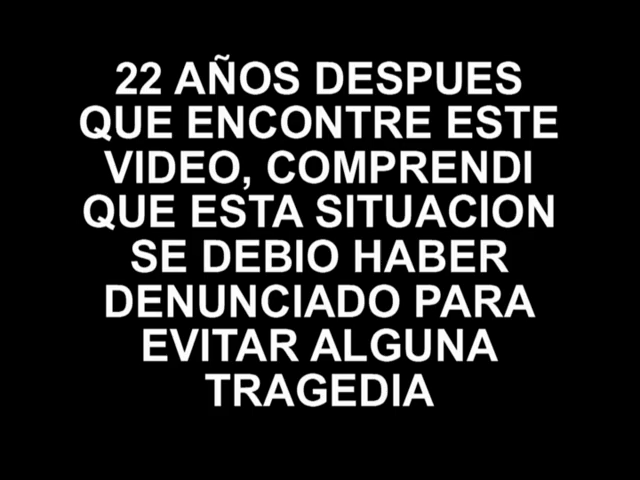 22 AÑOS DESPUES
QUE ENCONTRE ESTE
VIDEO, COMPRENDI
QUE ESTA SITUACION
SE DEBIO HABER
DENUNCIADO PARA
EVITAR ALGUNA
TRAGEDIA